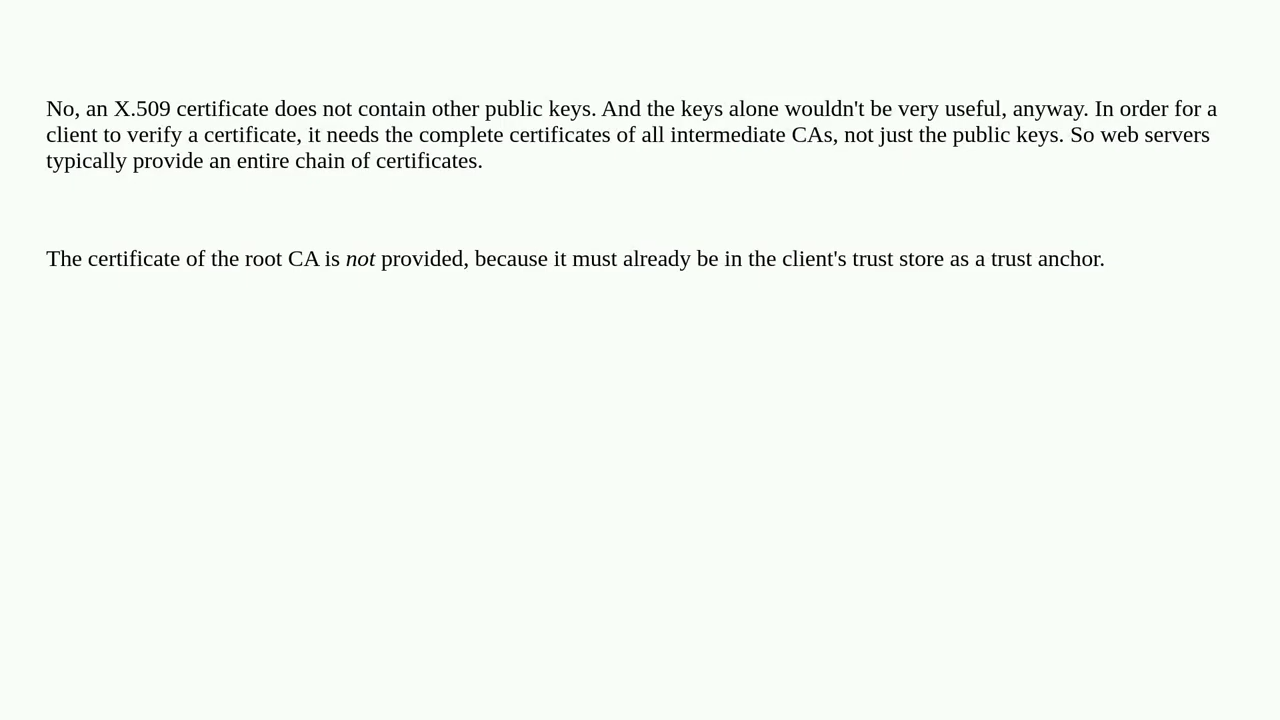 No, an X.509 certificate does not contain other public keys. And the keys alone wouldn't be very useful, anyway. In order for a
client to verify a certificate, it needs the complete certificates of all intermediate CAs, not just the public keys. So web servers
typically provide an entire chain of certificates.
The certificate of the root CA is not provided, because it must already be in the client's trust store as a trust anchor.